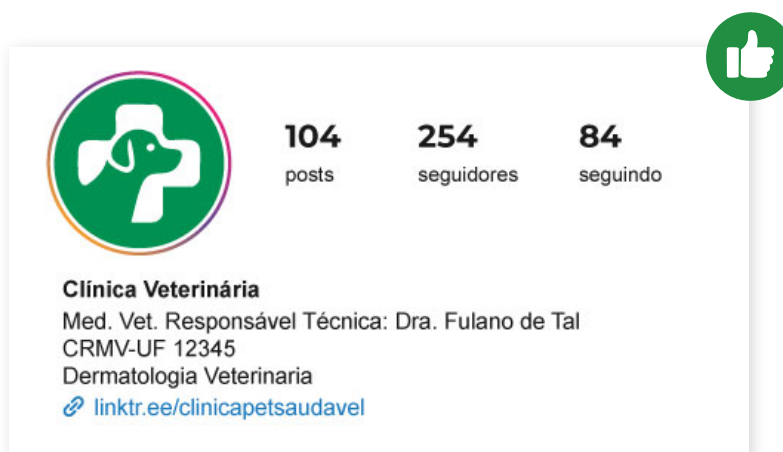 104 254 84
posts seguidores seguindo
Clínica Veterinária
Med. Vet. Responsável Técnica: Dra. Fulano de Tal
CRMV-UF 12345
Dermatologia Veterinaria
linktr.ee/clinicapetsaudavel